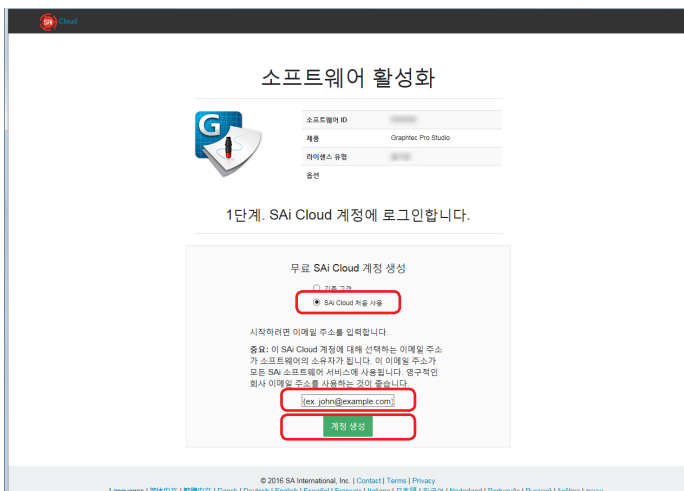 SAi Cloud
소프트웨어 활성화
G
소프트웨어 ID
제품 Graphtec Pro Studio
라이센스 유형
옵션
1단계. SAi Cloud 계정에 로그인합니다.
무료 SAi Cloud 계정 생성
기존 고객
SAi Cloud 처음 사용
시작하려면 이메일 주소를 입력합니다.
중요: 이 SAi Cloud 계정에 대해 선택하는 이메일 주소
가 소프트웨어의 소유자가 됩니다. 이 이메일 주소가
모든 SAi 소프트웨어 서비스에 사용됩니다. 영구적인
회사 이메일 주소를 사용하는 것이 좋습니다.
(ex. john@example.com)
계정 생성
© 2016 SA International, Inc. | Contact | Terms | Privacy